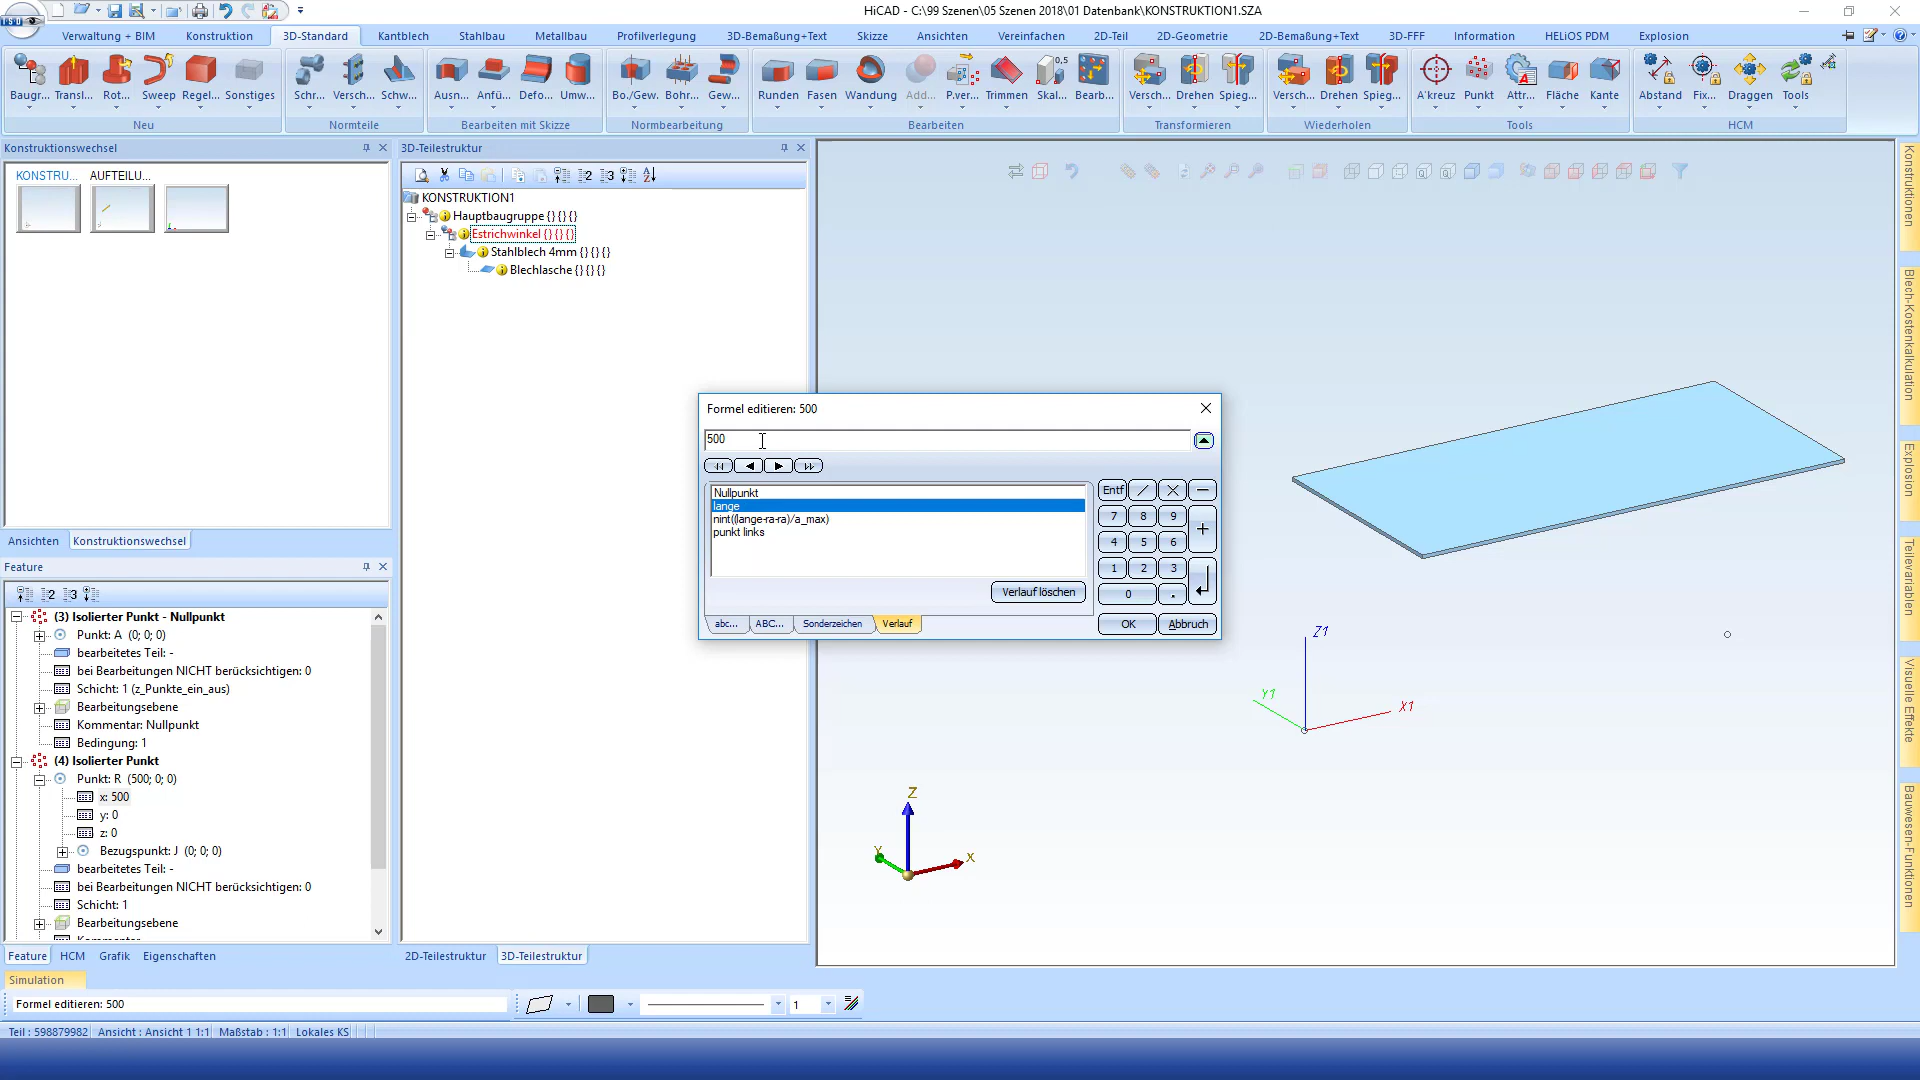 HiCAD - C:\99 Szenen\05 Szenen 2018\01 Datenbank\KONSTRUKTION1.SZA
ISD
Verwaltung + BIM
Konstruktion
3D-Standard
Kantblech
Stahlbau
Metallbau
Profilverlegung
3D-Bemaßung+Text
Skizze
Ansichten
Vereinfachen
2D-Teil
2D-Geometrie
2D-Bemaßung+Text
3D-FFF
Information
HELiOS PDM
Explosion
Baugr...
Transl...
Rot...
Sweep
Regel...
Sonstiges
Schr...
Versch...
Schw...
Ausn...
Anfü...
Defo...
Umw...
Bo./Gew.
Bohr...
Gew...
Runden
Fasen
Wandung
Add...
P.ver...
Trimmen
Skal...
Bearb...
Versch...
Drehen
Spieg...
Versch...
Drehen
Spieg...
A'kreuz
Punkt
Attr...
Fläche
Kante
Abstand
Fix...
Draggen
Tools
Neu
Normteile
Bearbeiten mit Skizze
Normbearbeitung
Bearbeiten
Transformieren
Wiederholen
Tools
HCM
Konstruktionswechsel
KONSTRU...
AUFTEILU...
Ansichten
Konstruktionswechsel
3D-Teilestruktur
KONSTRUKTION1
Hauptbaugruppe {} {} {}
Estrichwinkel {} {} {}
Stahlblech 4mm {} {} {}
Blechlasche {} {} {}
Formel editieren: 500
500
Nullpunkt
lange
nint((lange-ra-ra)/a_max)
punkt links
Verlauf löschen
abc...
ABC...
Sonderzeichen
Verlauf
Entf
7 8 9
4 5 6
1 2 3
0 .
OK
Abbruch
Feature
(3) Isolierter Punkt - Nullpunkt
Punkt: A (0; 0; 0)
bearbeitetes Teil: -
bei Bearbeitungen NICHT berücksichtigen: 0
Schicht: 1 (z_Punkte_ein_aus)
Bearbeitungsebene
Kommentar: Nullpunkt
Bedingung: 1
(4) Isolierter Punkt
Punkt: R (500; 0; 0)
x: 500
y: 0
z: 0
Bezugspunkt: J (0; 0; 0)
bearbeitetes Teil: -
bei Bearbeitungen NICHT berücksichtigen: 0
Schicht: 1
Bearbeitungsebene
Feature
HCM
Grafik
Eigenschaften
2D-Teilestruktur
3D-Teilestruktur
Z1
Y1
X1
Z
Y
X
Konstruktionen
Blech-Kostenkalkulation
Explosion
Teilevariablen
Visuelle Effekte
Bauwesen-Funktionen
Simulation
Formel editieren: 500
1
Teil : 598879982
Ansicht : Ansicht 1 1:1
Maßstab : 1:1
Lokales KS